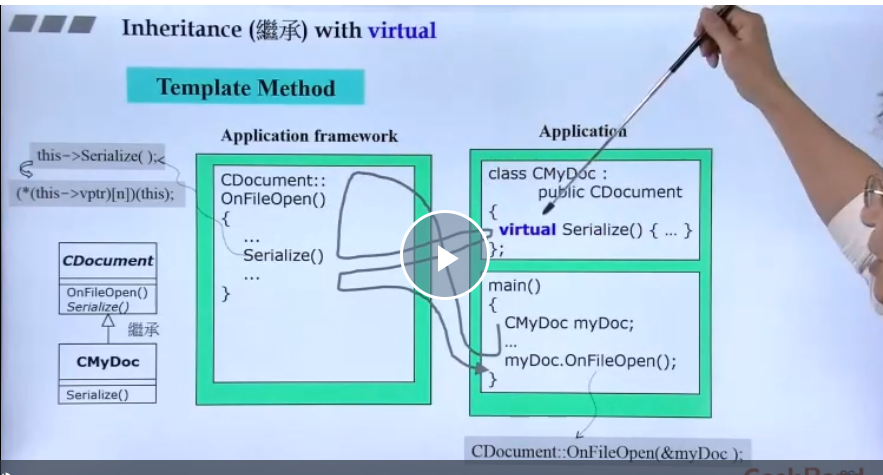 Inheritance (繼承) with virtual
Template Method
Application framework
Application
this->Serialize( );
(*(this->vptr)[n])(this);
CDocument
OnFileOpen()
Serialize()
繼承
CMyDoc
Serialize()
CDocument::
OnFileOpen()
{
...
Serialize()
...
}
class CMyDoc :
public CDocument
{
virtual Serialize() { ... }
};
main()
{
CMyDoc myDoc;
...
myDoc.OnFileOpen();
}
CDocument::OnFileOpen(&myDoc );